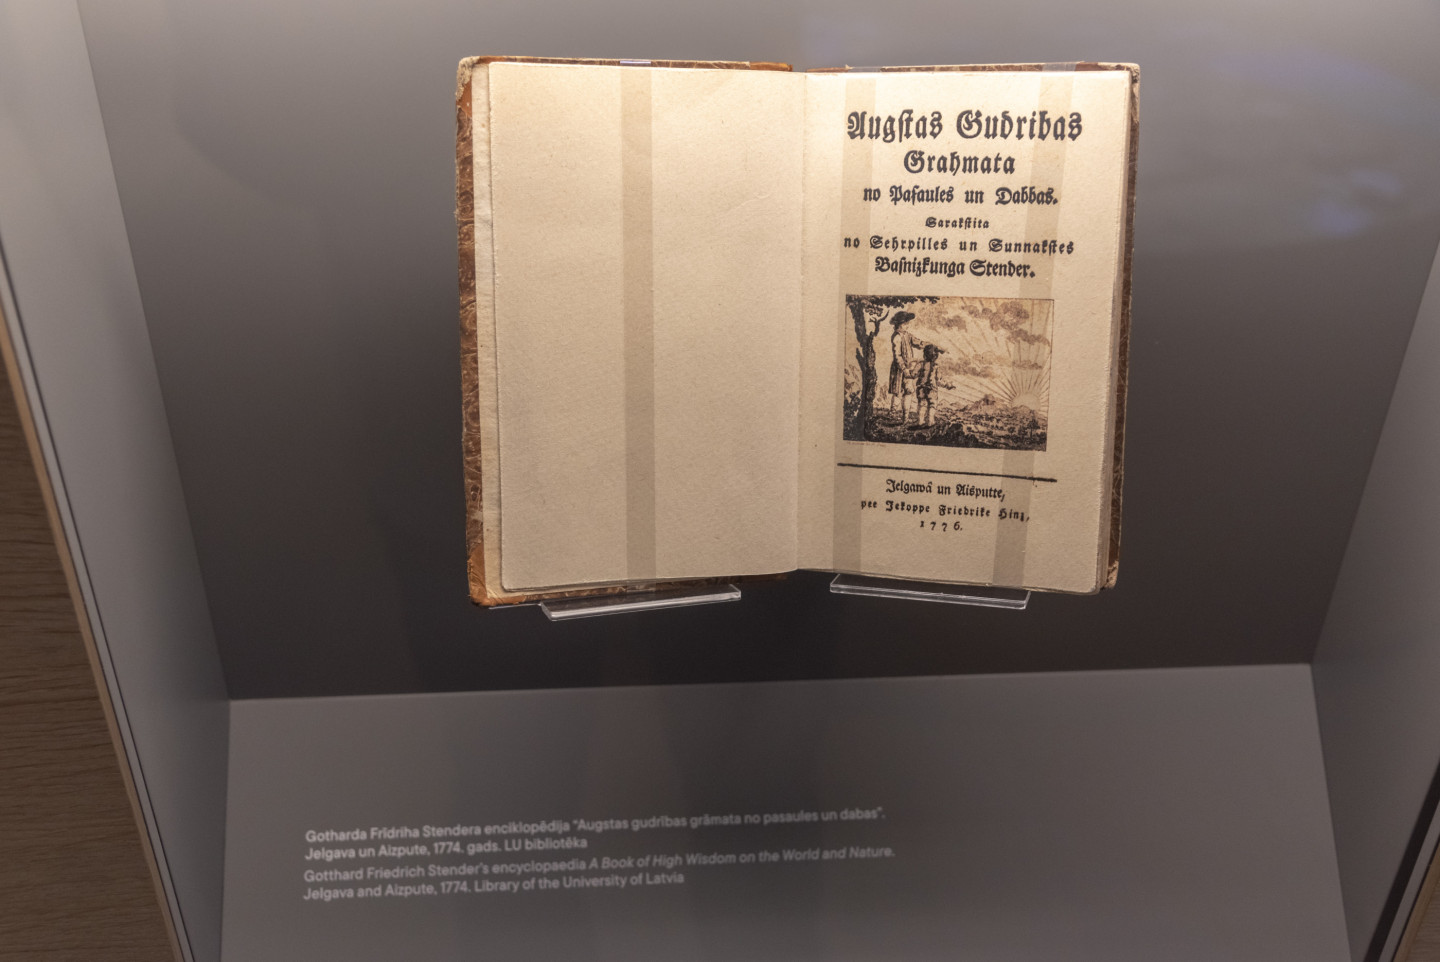 Augſtas Gudribas
Grahmata
no Paſaules un Dabbas.
Sarakſtita
no Sehrpilles un Sunnakſtes
Baſnizkunga Stender.
Jelgawâ un Aisputte,
pee Jekoppe Friedrike Hinz,
1776.
Gotharda Frīdriha Stendera enciklopēdija "Augstas gudrības grāmata no pasaules un dabas".
Jelgava un Aizpute, 1774. gads. LU bibliotēka
Gotthard Friedrich Stender's encyclopaedia A Book of High Wisdom on the World and Nature.
Jelgava and Aizpute, 1774. Library of the University of Latvia